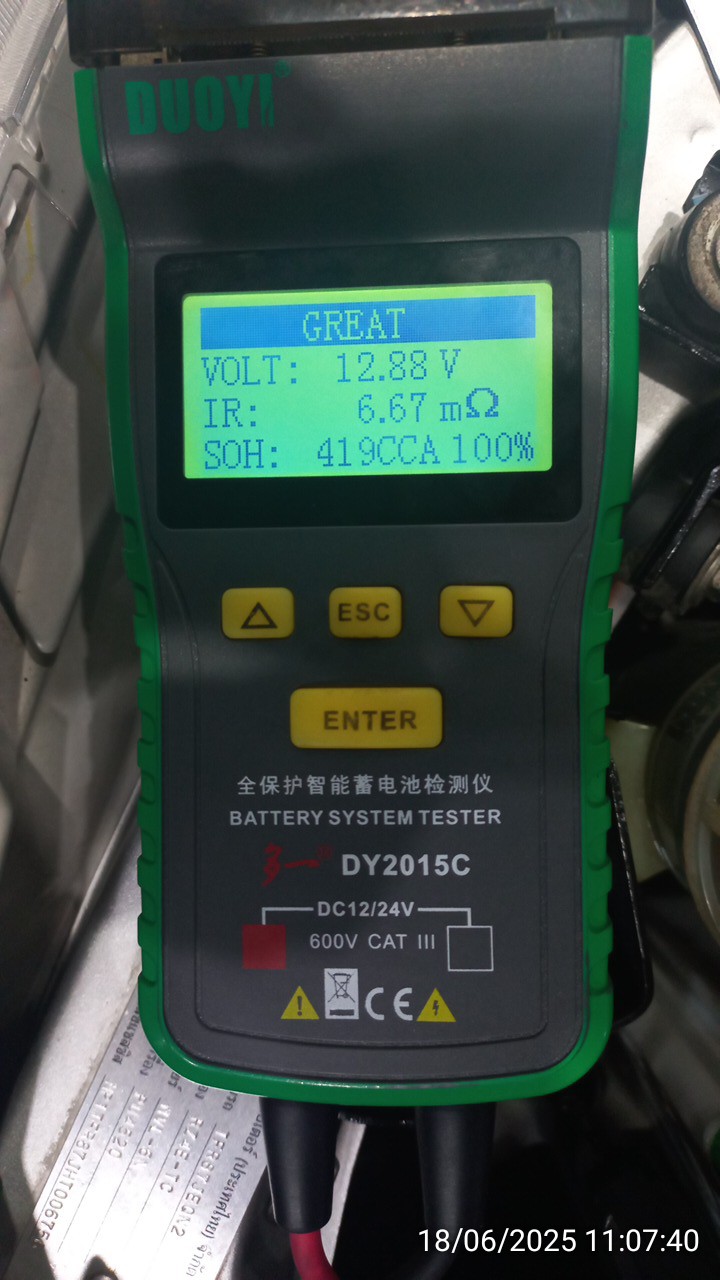 DUOYI®
GREAT
VOLT: 12.88 V
IR: 6.67 mΩ
SOH: 419CCA 100%
ESC
ENTER
全保护智能蓄电池检测仪
BATTERY SYSTEM TESTER
DY2015C
DC12/24V
600V CAT III
CE
18/06/2025 11:07:40